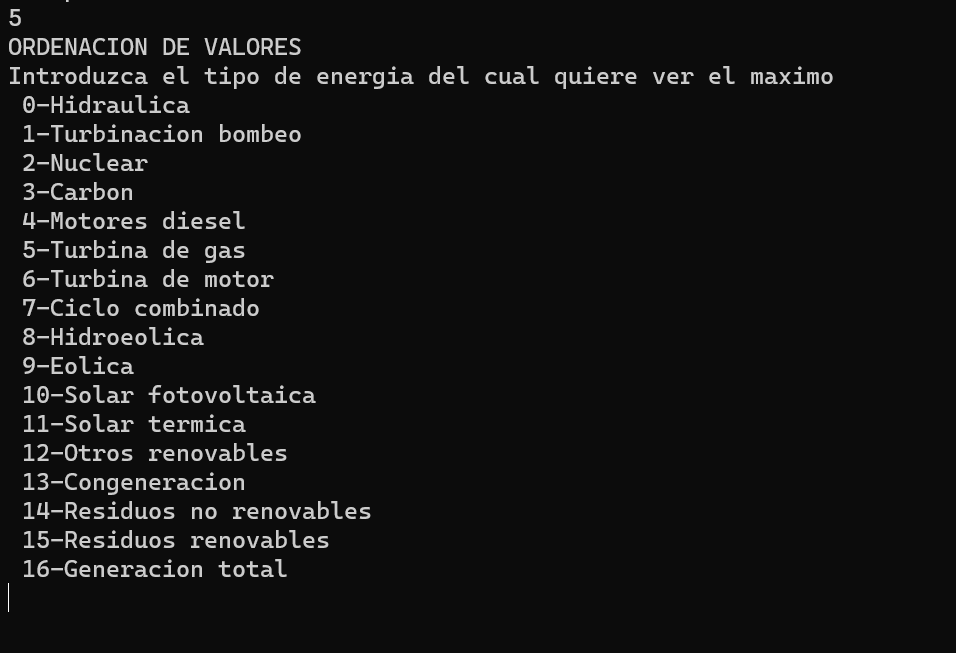 5
ORDENACION DE VALORES
Introduzca el tipo de energia del cual quiere ver el maximo
0-Hidraulica
1-Turbinacion bombeo
2-Nuclear
3-Carbon
4-Motores diesel
5-Turbina de gas
6-Turbina de motor
7-Ciclo combinado
8-Hidroeolica
9-Eolica
10-Solar fotovoltaica
11-Solar termica
12-Otros renovables
13-Congeneracion
14-Residuos no renovables
15-Residuos renovables
16-Generacion total